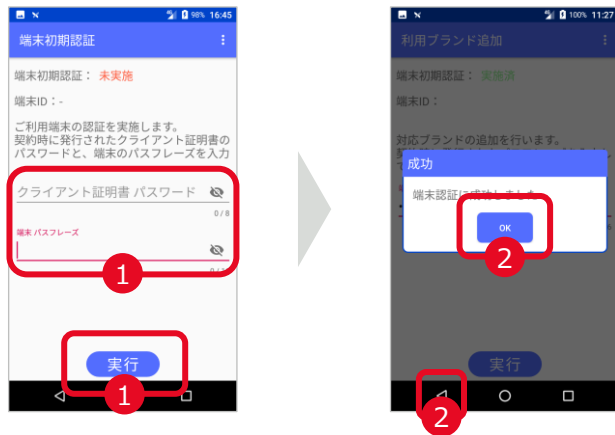 98% 16:45
端末初期認証
端末初期認証： 未実施
端末ID：-
ご利用端末の認証を実施します。
契約時に発行されたクライアント証明書の
パスワードと、端末のパスフレーズを入力
クライアント証明書 パスワード
0 / 8
端末 パスフレーズ
1
実行
1
100% 11:27
利用ブランド追加
端末初期認証： 実施済
端末ID：
対応ブランドの追加を行います。
成功
端末認証に成功しました
OK
2
実行
2